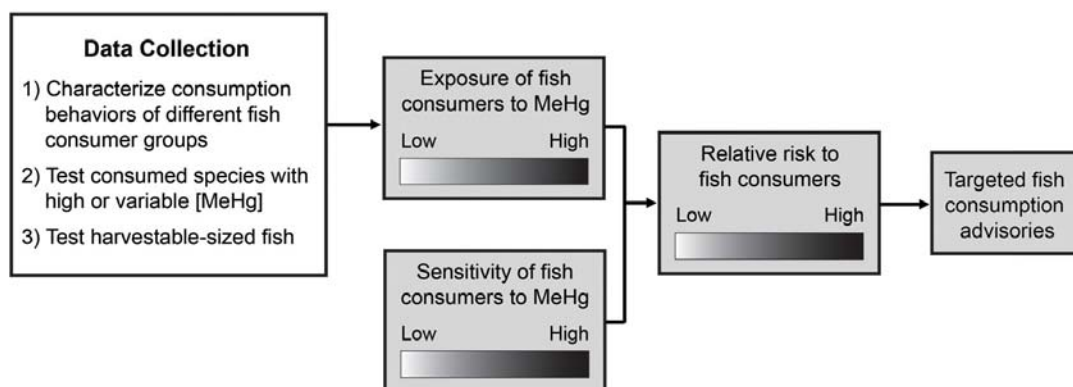 Data Collection
1) Characterize consumption
behaviors of different fish
consumer groups
2) Test consumed species with
high or variable [MeHg]
3) Test harvestable-sized fish
Exposure of fish
consumers to MeHg
Low High
Sensitivity of fish
consumers to MeHg
Low High
Relative risk to
fish consumers
Low High
Targeted fish
consumption
advisories